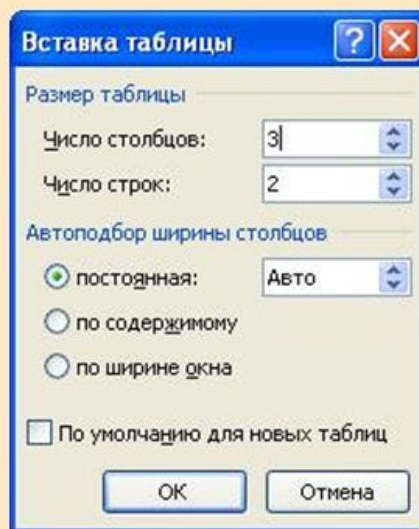 Вставка таблицы
Размер таблицы
Число столбцов: 3
Число строк: 2
Автоподбор ширины столбцов
постоянная: Авто
по содержимому
по ширине окна
По умолчанию для новых таблиц
ОК Отмена